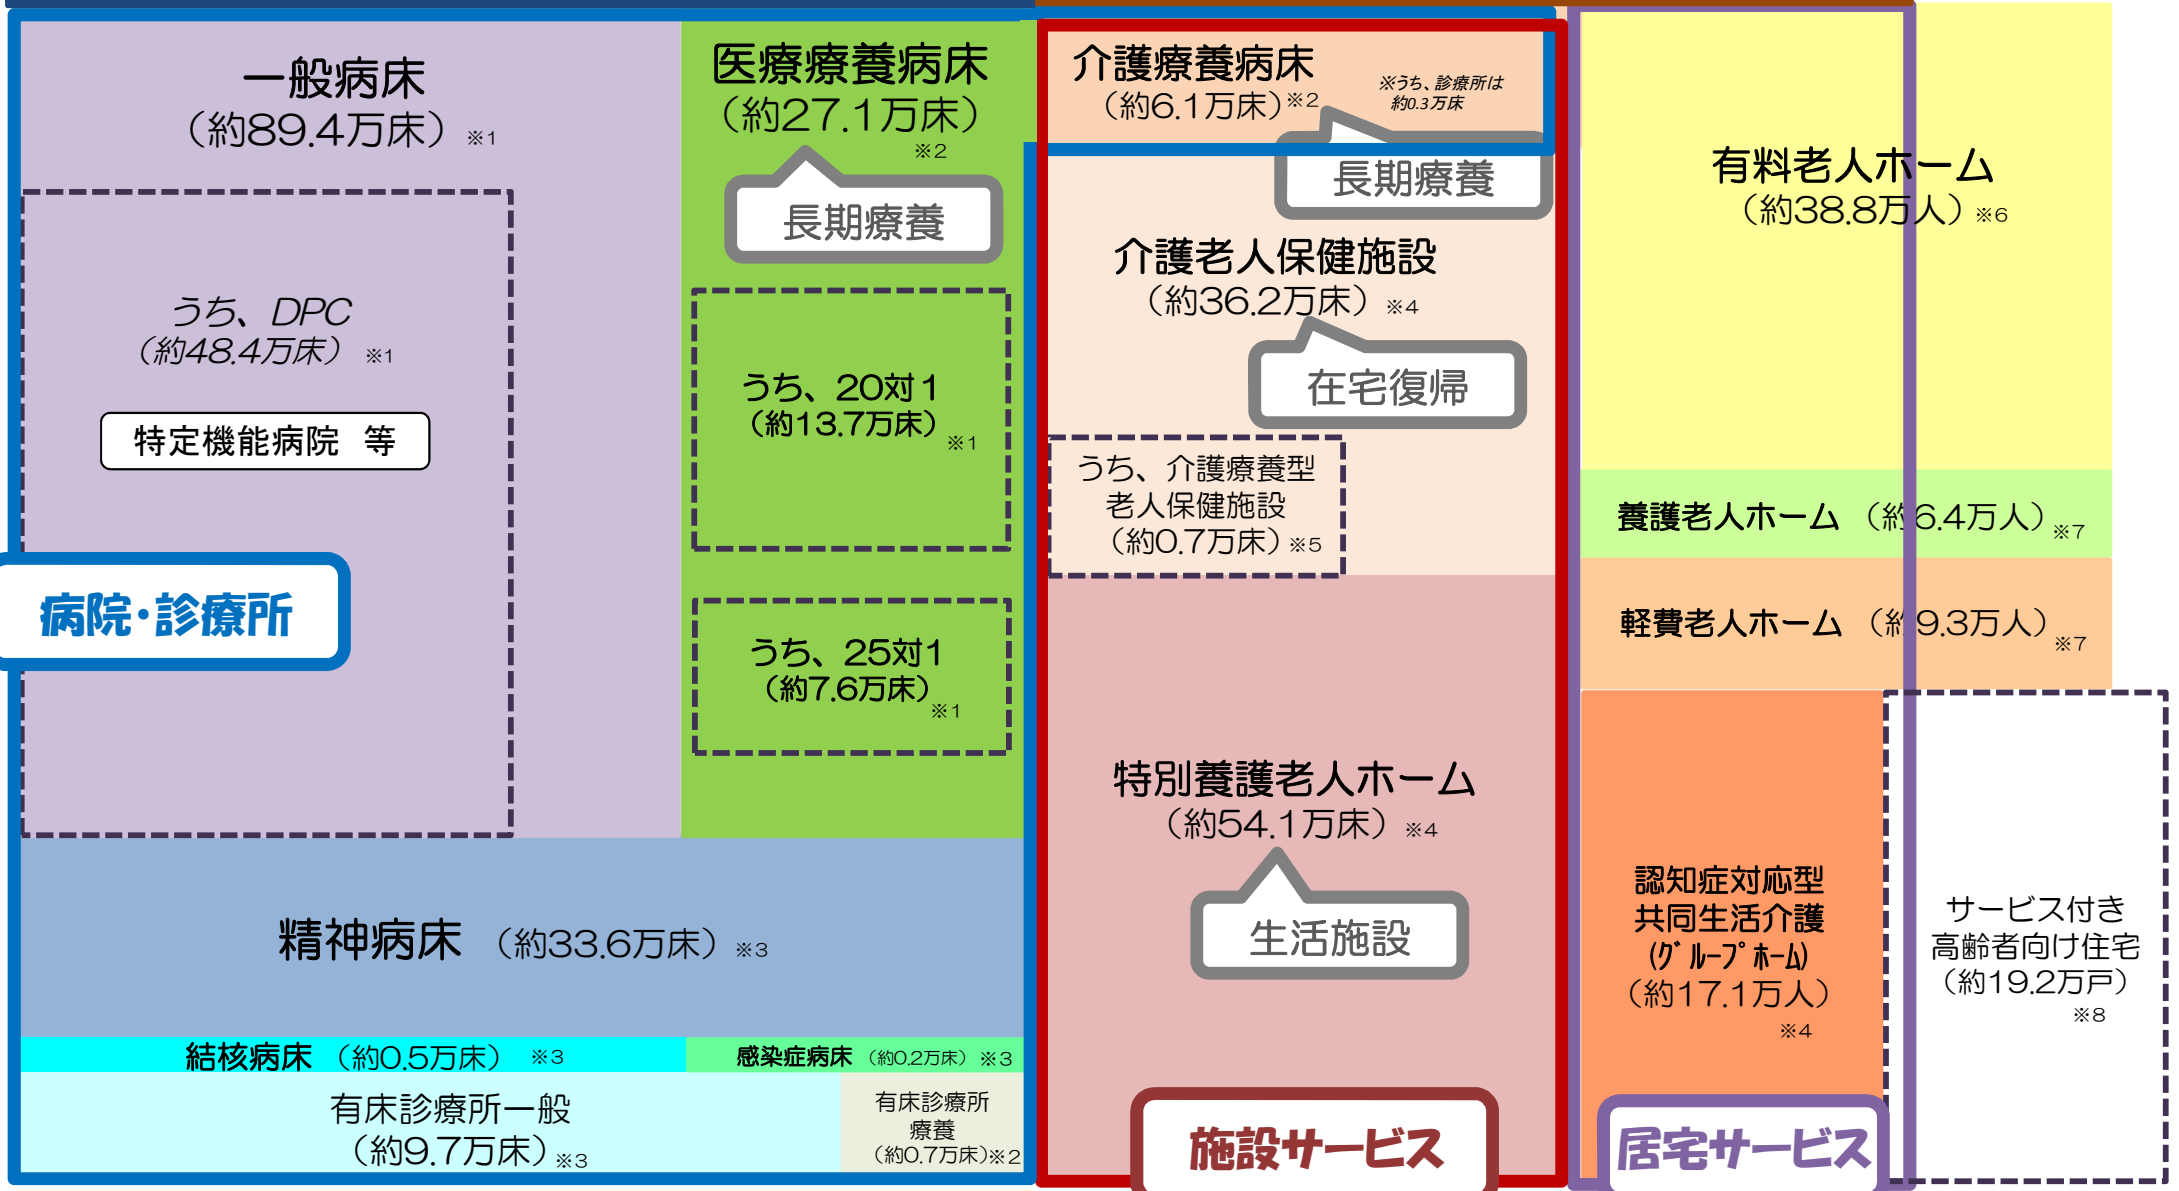 一般病床
（約89.4万床）※1
うち、DPC
（約48.4万床）※1
特定機能病院　等
病院・診療所
医療療養病床
（約27.1万床）
※2
長期療養
うち、20対1
（約13.7万床）※1
うち、25対1
（約7.6万床）※1
精神病床 （約33.6万床）※3
結核病床 （約0.5万床） ※3
感染症病床 （約0.2万床）※3
有床診療所一般
（約9.7万床）※3
有床診療所
療養
（約0.7万床）※2
介護療養病床
（約6.1万床）※2
※うち、診療所は
約0.3万床
長期療養
介護老人保健施設
（約36.2万床）※4
在宅復帰
うち、介護療養型
老人保健施設
（約0.7万床）※5
特別養護老人ホーム
（約54.1万床）※4
生活施設
施設サービス
有料老人ホーム
（約38.8万人）※6
養護老人ホーム （約6.4万人）※7
軽費老人ホーム （約9.3万人）※7
認知症対応型
共同生活介護
(ｸﾞﾙｰﾌﾟﾎｰﾑ)
（約17.1万人）
※4
サービス付き
高齢者向け住宅
（約19.2万戸）
※8
居宅サービス